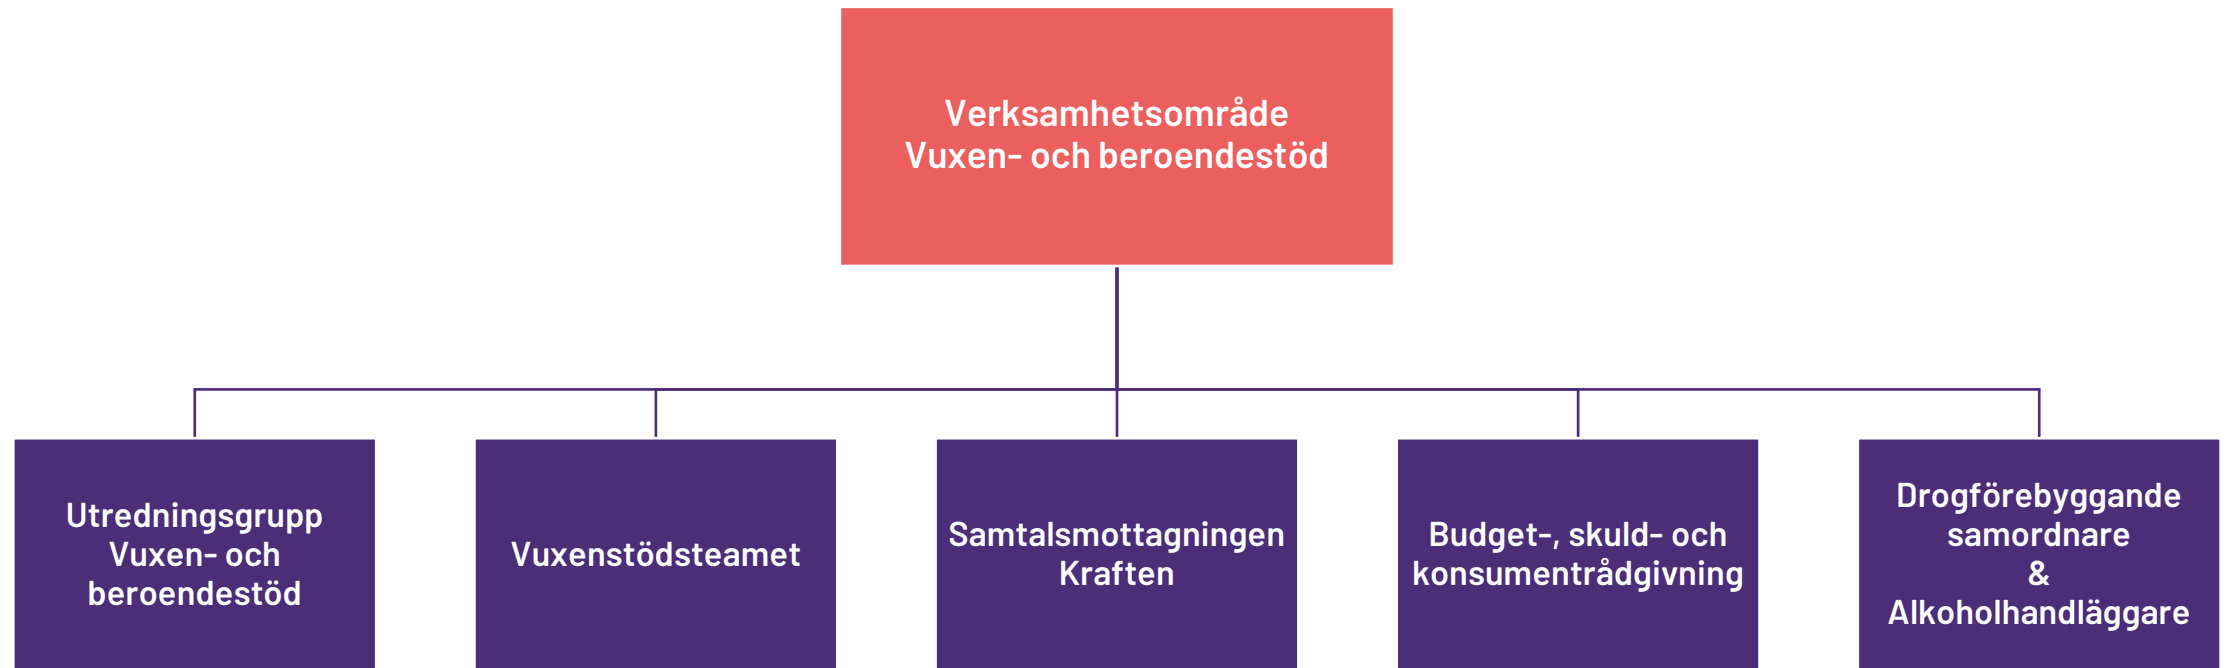 Verksamhetsområde
Vuxen- och beroendestöd
Utredningsgrupp
Vuxen- och
beroendestöd
Vuxenstödsteamet
Samtalsmottagningen
Kraften
Budget-, skuld- och
konsumentrådgivning
Drogförebyggande
samordnare
&
Alkoholhandläggare